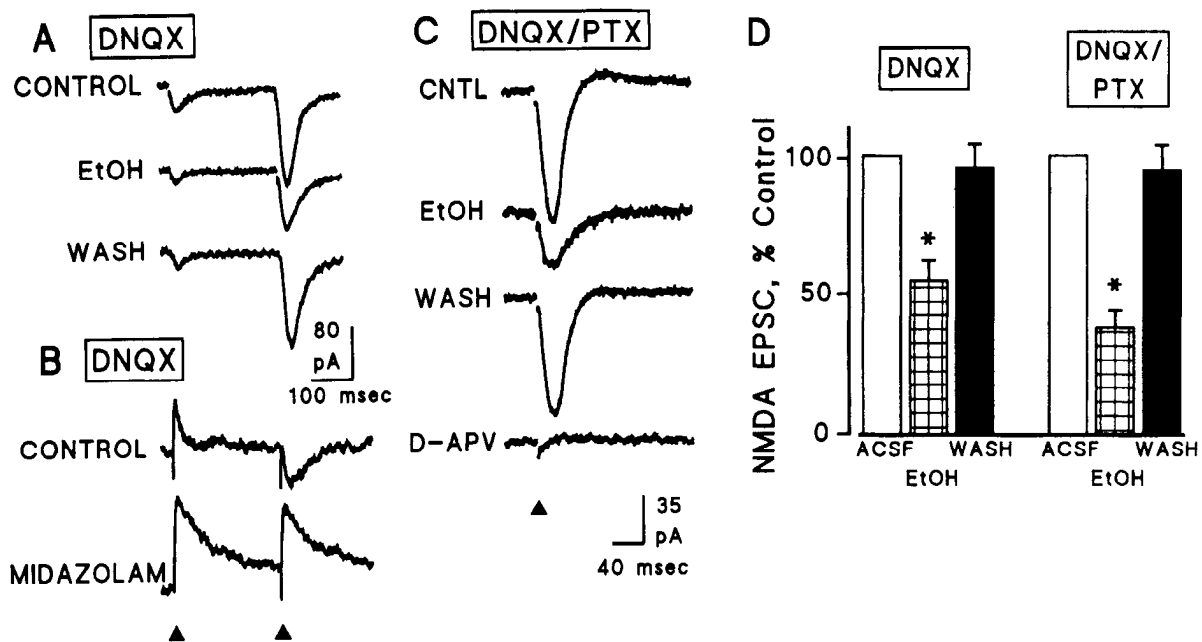 A
DNQX
CONTROL
EtOH
WASH
80
pA
100 msec
B
DNQX
CONTROL
MIDAZOLAM
C
DNQX/PTX
CNTL
EtOH
WASH
D-APV
35
pA
40 msec
D
DNQX
DNQX/
PTX
NMDA EPSC, % Control
100
50
0
ACSF WASH ACSF WASH
EtOH EtOH
* *